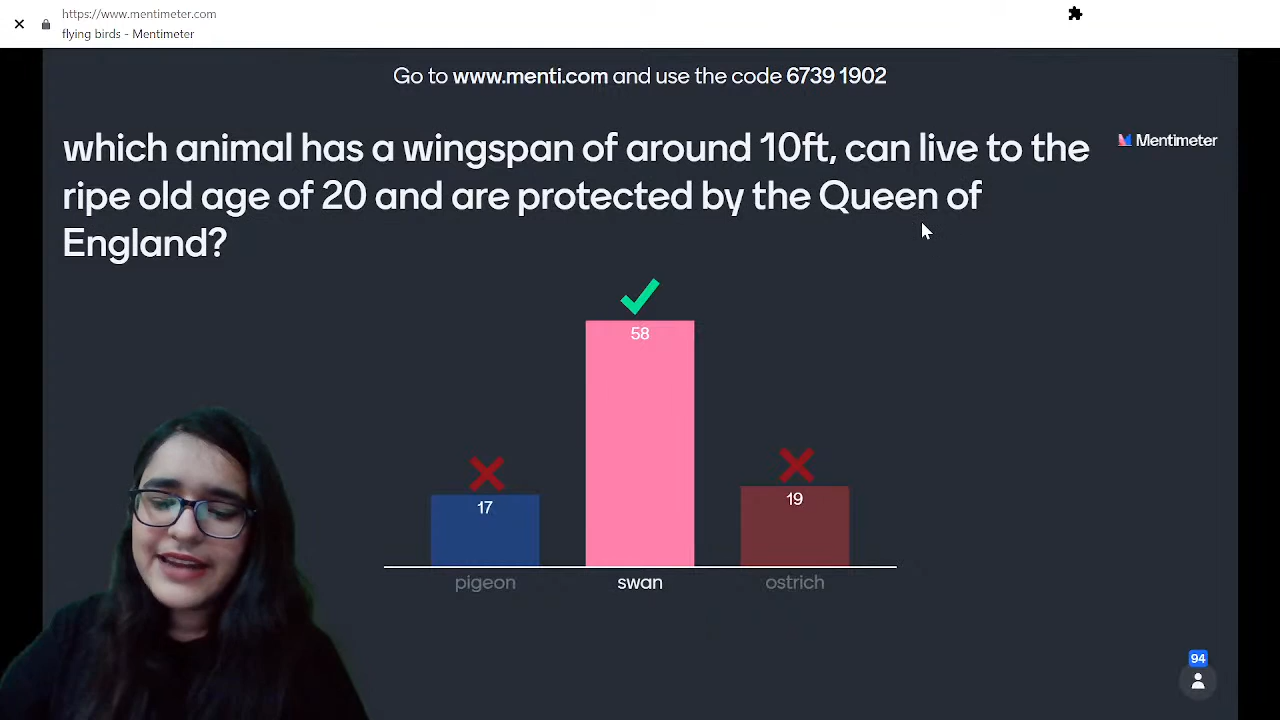 https://www.mentimeter.com
flying birds - Mentimeter
Go to www.menti.com and use the code 6739 1902
which animal has a wingspan of around 10ft, can live to the
ripe old age of 20 and are protected by the Queen of
England?
Mentimeter
58
17
19
pigeon
swan
ostrich
94